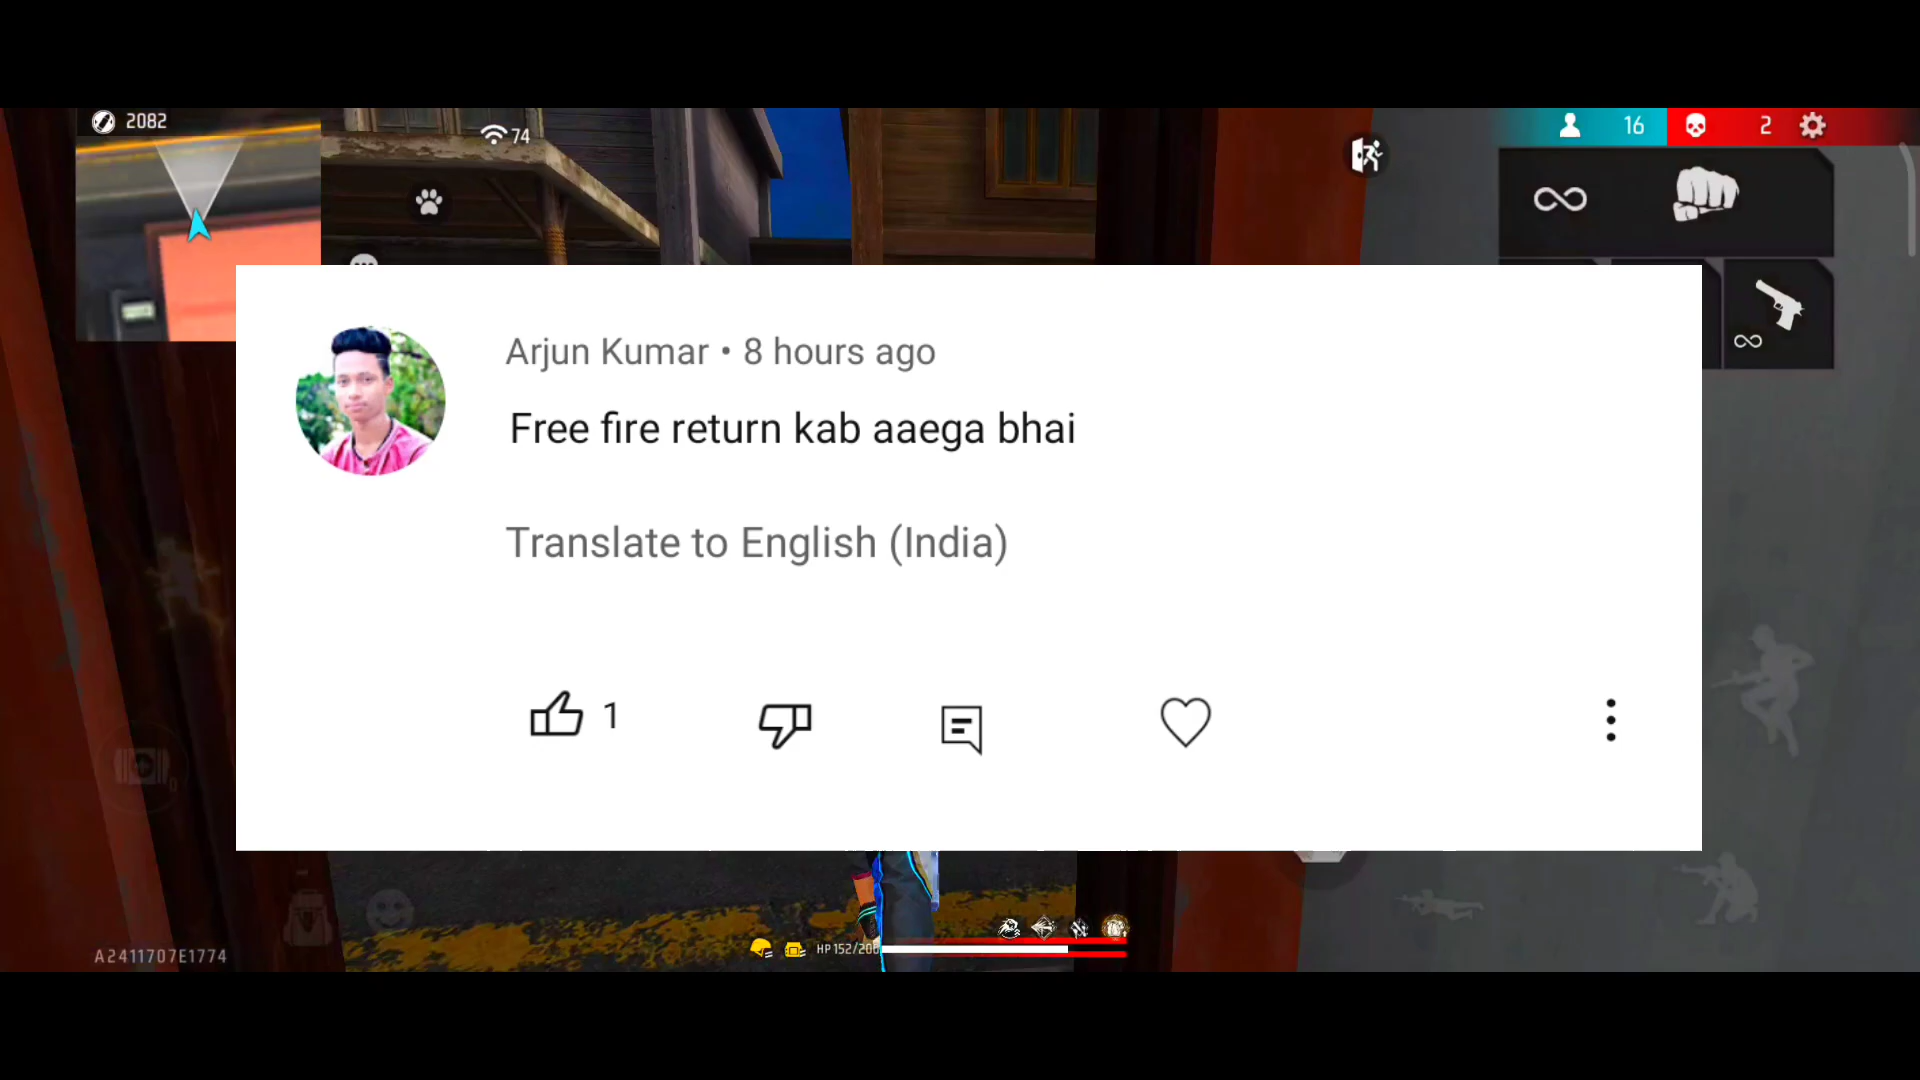 2082
74
16
2
Arjun Kumar • 8 hours ago
Free fire return kab aaega bhai
Translate to English (India)
1
0
HP 152/200
A2411707E1774